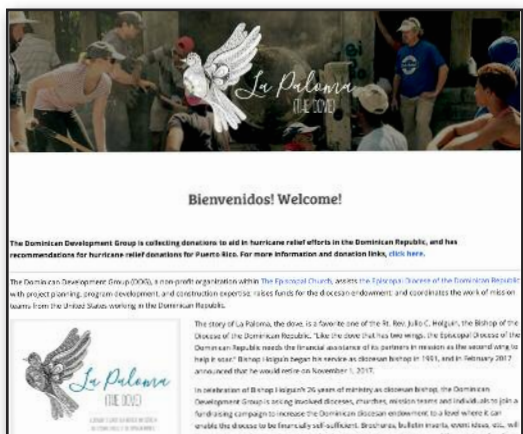 La Paloma
(THE DOVE)
Bienvenidos! Welcome!
The Dominican Development Group is collecting donations to aid in hurricane relief efforts in the Dominican Republic, and has
recommendations for hurricane relief donations for Puerto Rico. For more information and donation links, click here.
The Dominican Development Group (DDG), a non-profit organization within The Episcopal Church, assists the Episcopal Diocese of the Dominican Republic
with project planning, program development, and construction expertise; raises funds for the diocesan endowment; and coordinates the work of mission
teams from the United States working in the Dominican Republic.
La Paloma
(THE DOVE)
The story of La Paloma, the dove, is a favorite one of the Rt. Rev. Julio C. Holguin, the Bishop of the
Diocese of the Dominican Republic. "Like the dove that has two wings, the Episcopal Diocese of the
Dominican Republic needs the financial assistance of its partners in mission as the second wing to
help it soar." Bishop Holguin began his service as diocesan bishop in 1991, and in February 2017
announced that he would retire on November 1, 2017.
In celebration of Bishop Holguin's 26 years of ministry as diocesan bishop, the Dominican
Development Group is asking involved dioceses, churches, mission teams and individuals to join a
fundraising campaign to increase the Dominican diocesan endowment to a level where it can
enable the diocese to be financially self-sufficient. Brochures, bulletin inserts, event ideas, etc., will